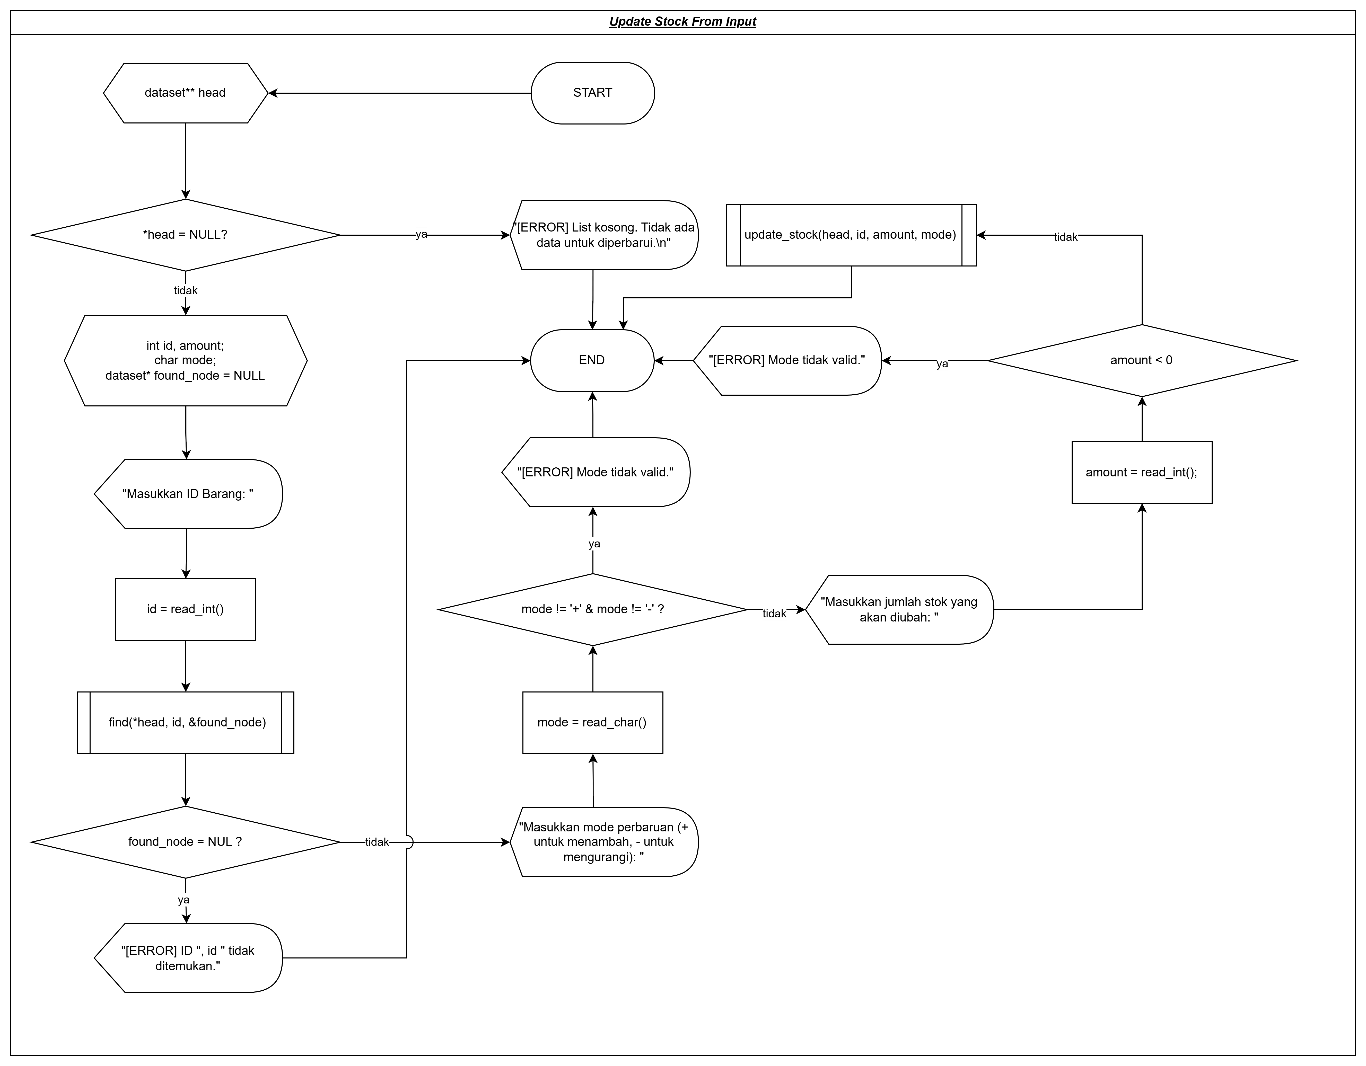 Update Stock From Input
START
dataset** head
*head = NULL?
ya
"[ERROR] List kosong. Tidak ada
data untuk diperbarui.\n"
tidak
int id, amount;
char mode;
dataset* found_node = NULL
"Masukkan ID Barang: "
id = read_int()
find(*head, id, &found_node)
found_node = NUL ?
ya
"[ERROR] ID ", id " tidak
ditemukan."
tidak
"Masukkan mode perbaruan (+
untuk menambah, - untuk
mengurangi): "
mode = read_char()
mode != '+' & mode != '-' ?
ya
"[ERROR] Mode tidak valid."
tidak
"Masukkan jumlah stok yang
akan diubah: "
amount = read_int();
amount < 0
ya
"[ERROR] Mode tidak valid."
tidak
update_stock(head, id, amount, mode)
END